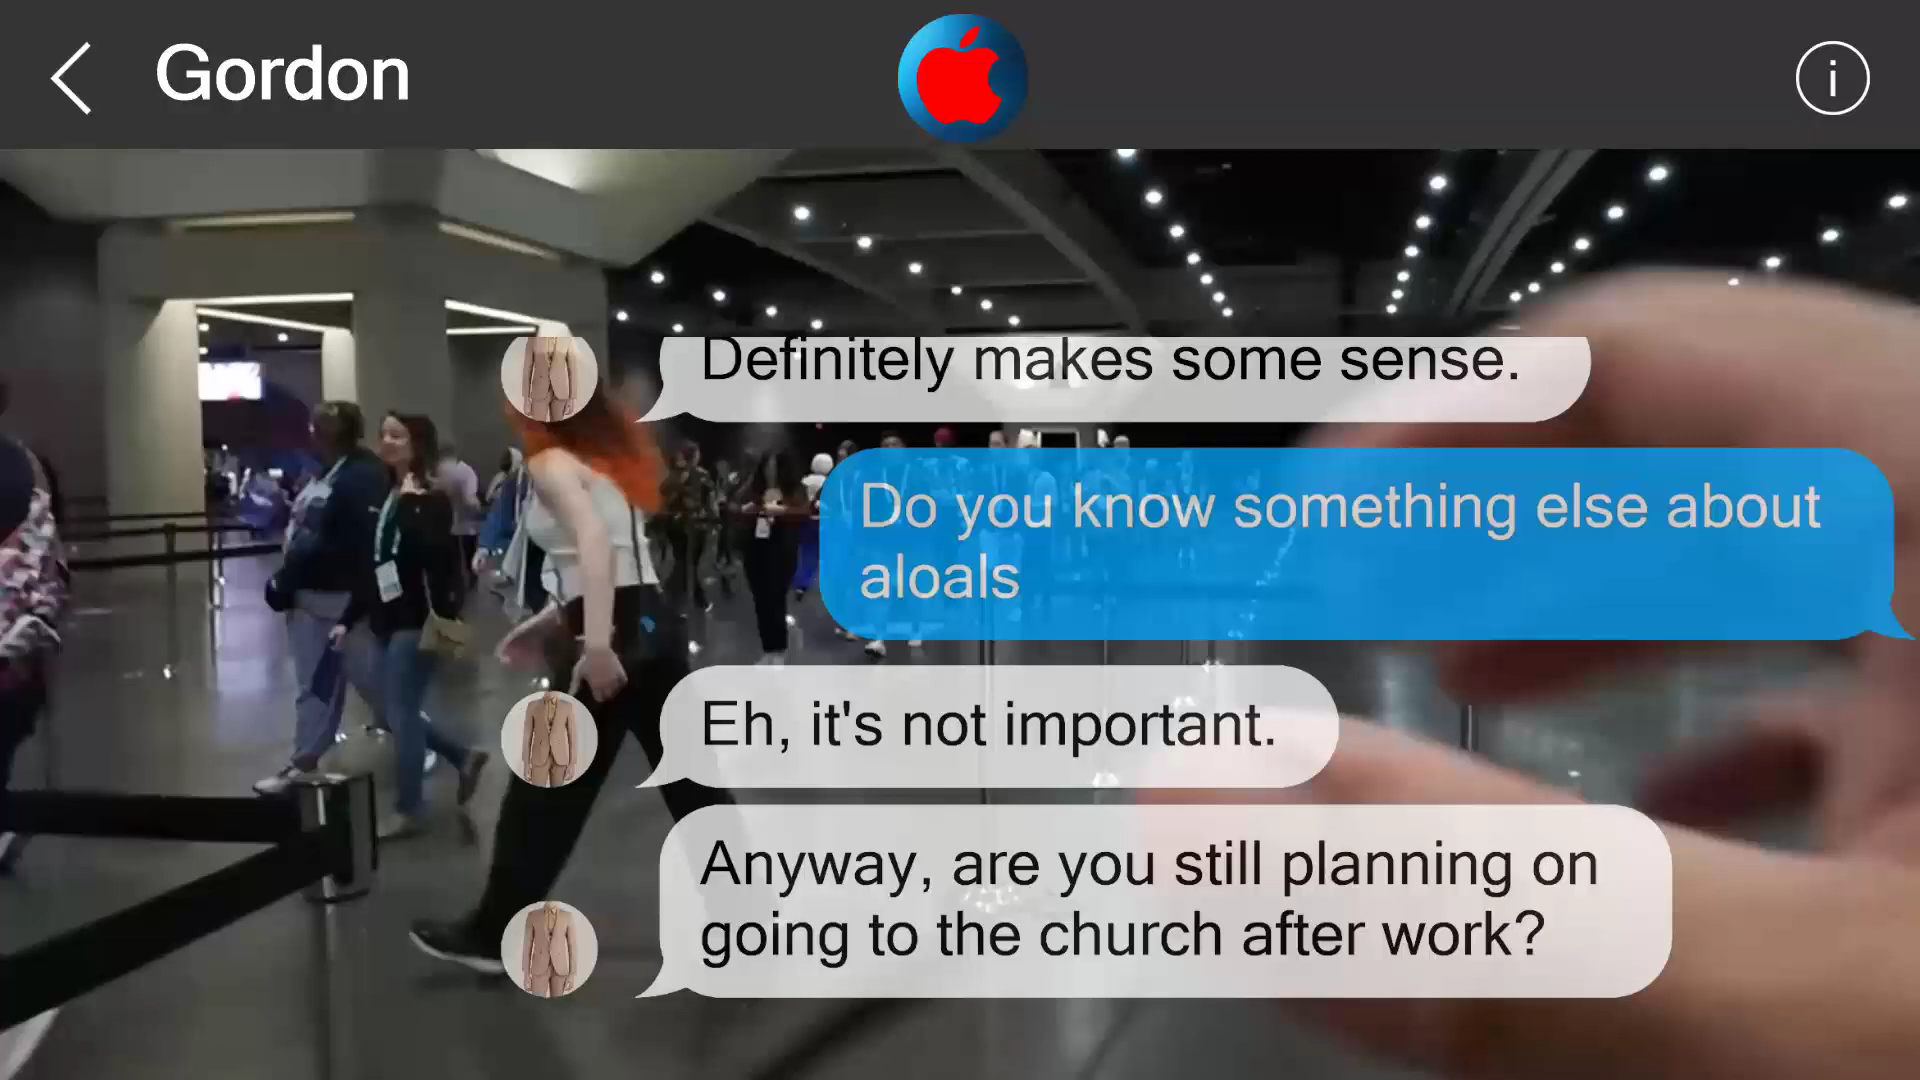 Gordon
Definitely makes some sense.
Do you know something else about
aloals
Eh, it's not important.
Anyway, are you still planning on
going to the church after work?